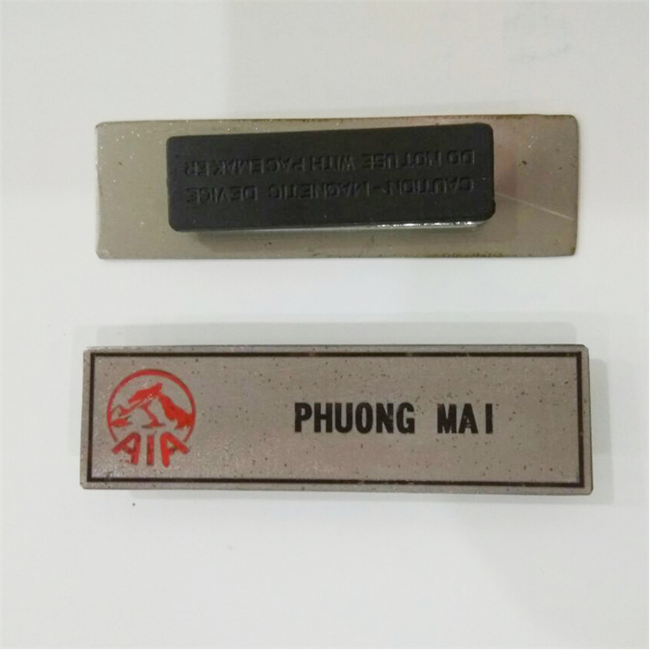 CAUTION-MAGNETIC DEVICE
DO NOT USE WITH PACEMAKER
AIA
PHUONG MAI